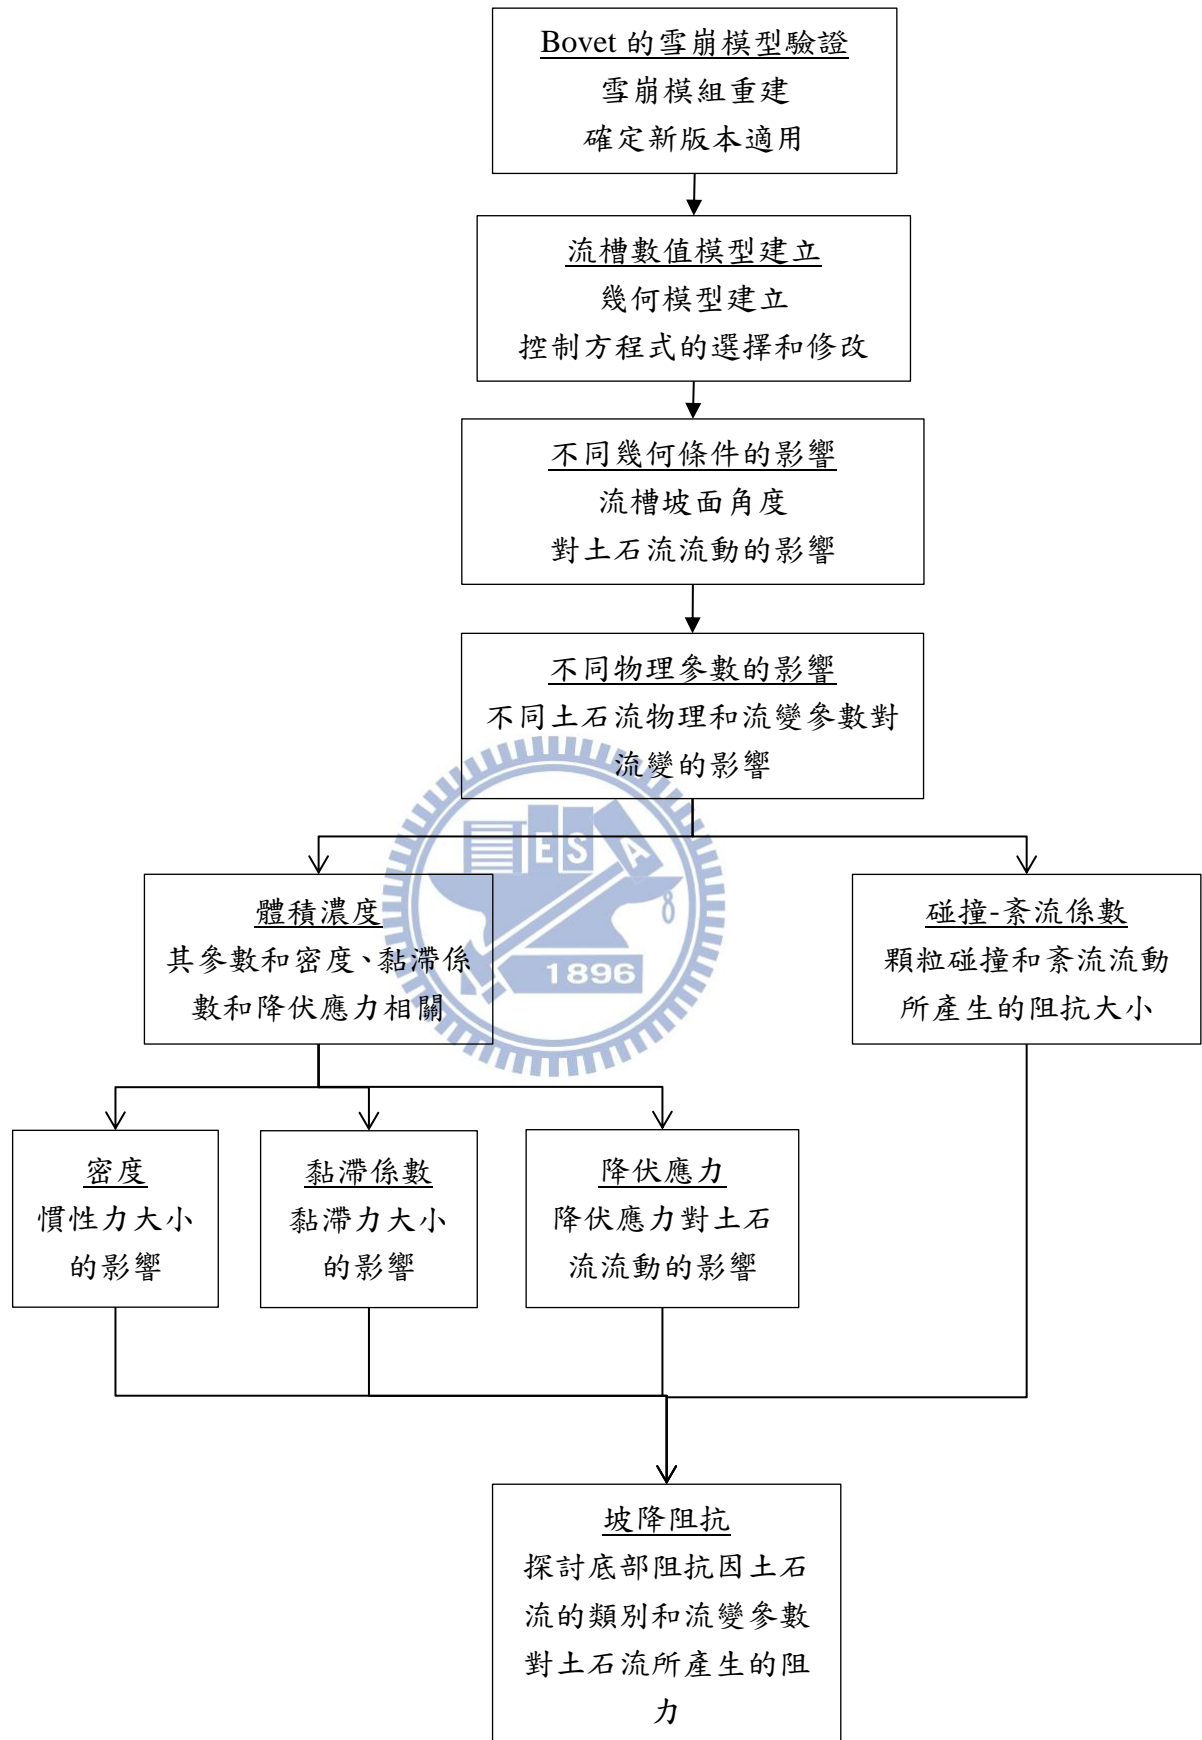 Bovet 的雪崩模型驗證
雪崩模組重建
確定新版本適用
流槽數值模型建立
幾何模型建立
控制方程式的選擇和修改
不同幾何條件的影響
流槽坡面角度
對土石流流動的影響
不同物理參數的影響
不同土石流物理和流變參數對
流變的影響
E S A
1896
體積濃度
其參數和密度、黏滯係
數和降伏應力相關
碰撞-紊流係數
顆粒碰撞和紊流流動
所產生的阻抗大小
密度
慣性力大小
的影響
黏滯係數
黏滯力大小
的影響
降伏應力
降伏應力對土石
流流動的影響
坡降阻抗
探討底部阻抗因土石
流的類別和流變參數
對土石流所產生的阻
力